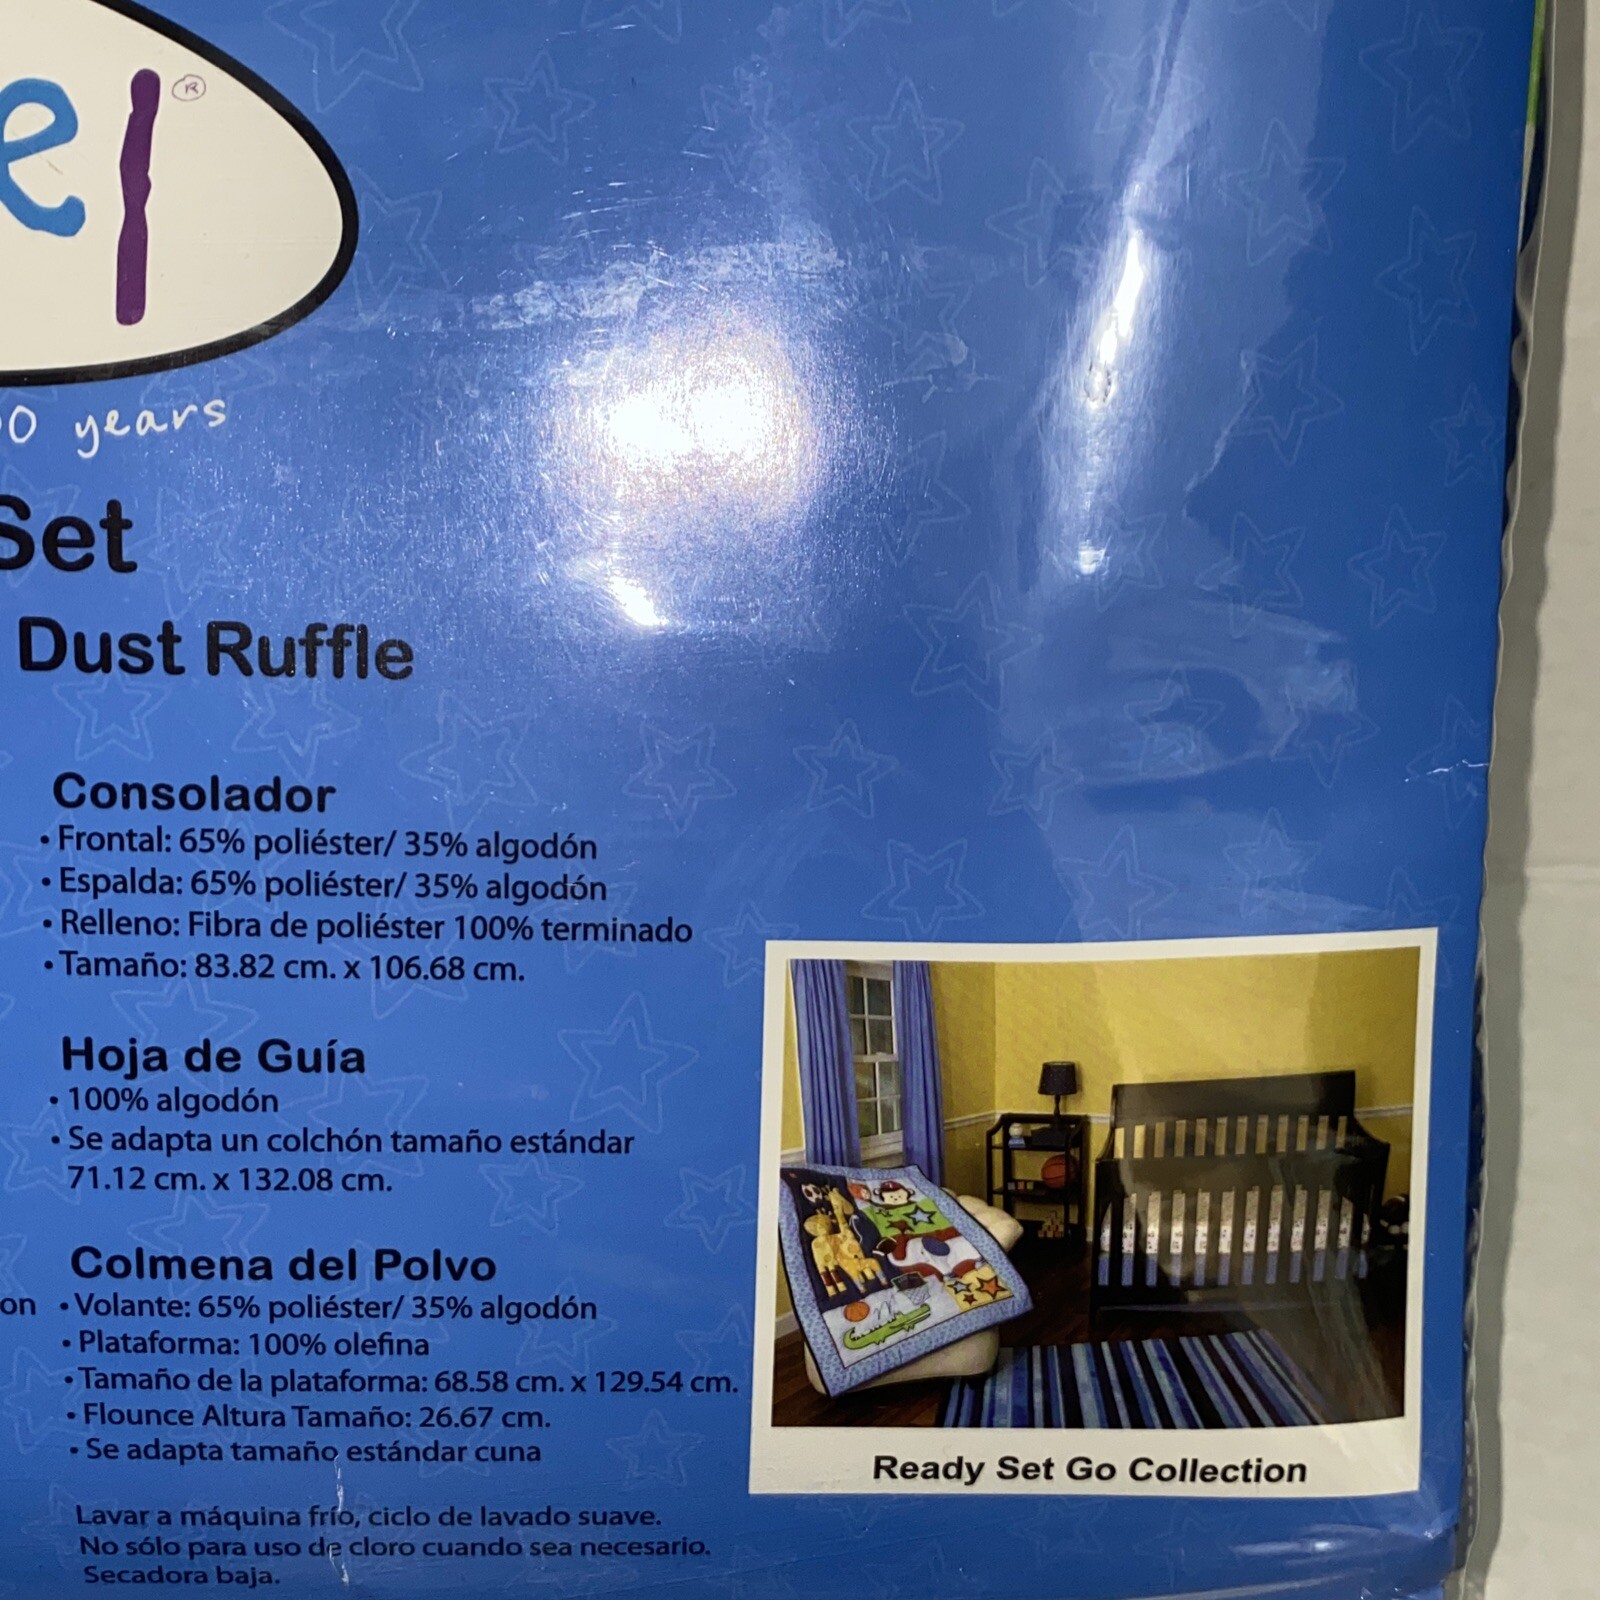 el®
0 years
Set
Dust Ruffle
Consolador
• Frontal: 65% poliéster/ 35% algodón
• Espalda: 65% poliéster/ 35% algodón
• Relleno: Fibra de poliéster 100% terminado
• Tamaño: 83.82 cm. x 106.68 cm.
Hoja de Guía
• 100% algodón
• Se adapta un colchón tamaño estándar
71.12 cm. x 132.08 cm.
Colmena del Polvo
on • Volante: 65% poliéster/ 35% algodón
• Plataforma: 100% olefina
• Tamaño de la plataforma: 68.58 cm. x 129.54 cm.
• Flounce Altura Tamaño: 26.67 cm.
• Se adapta tamaño estándar cuna
Lavar a máquina frío, ciclo de lavado suave.
No sólo para uso de cloro cuando sea necesario.
Secadora baja.
Ready Set Go Collection